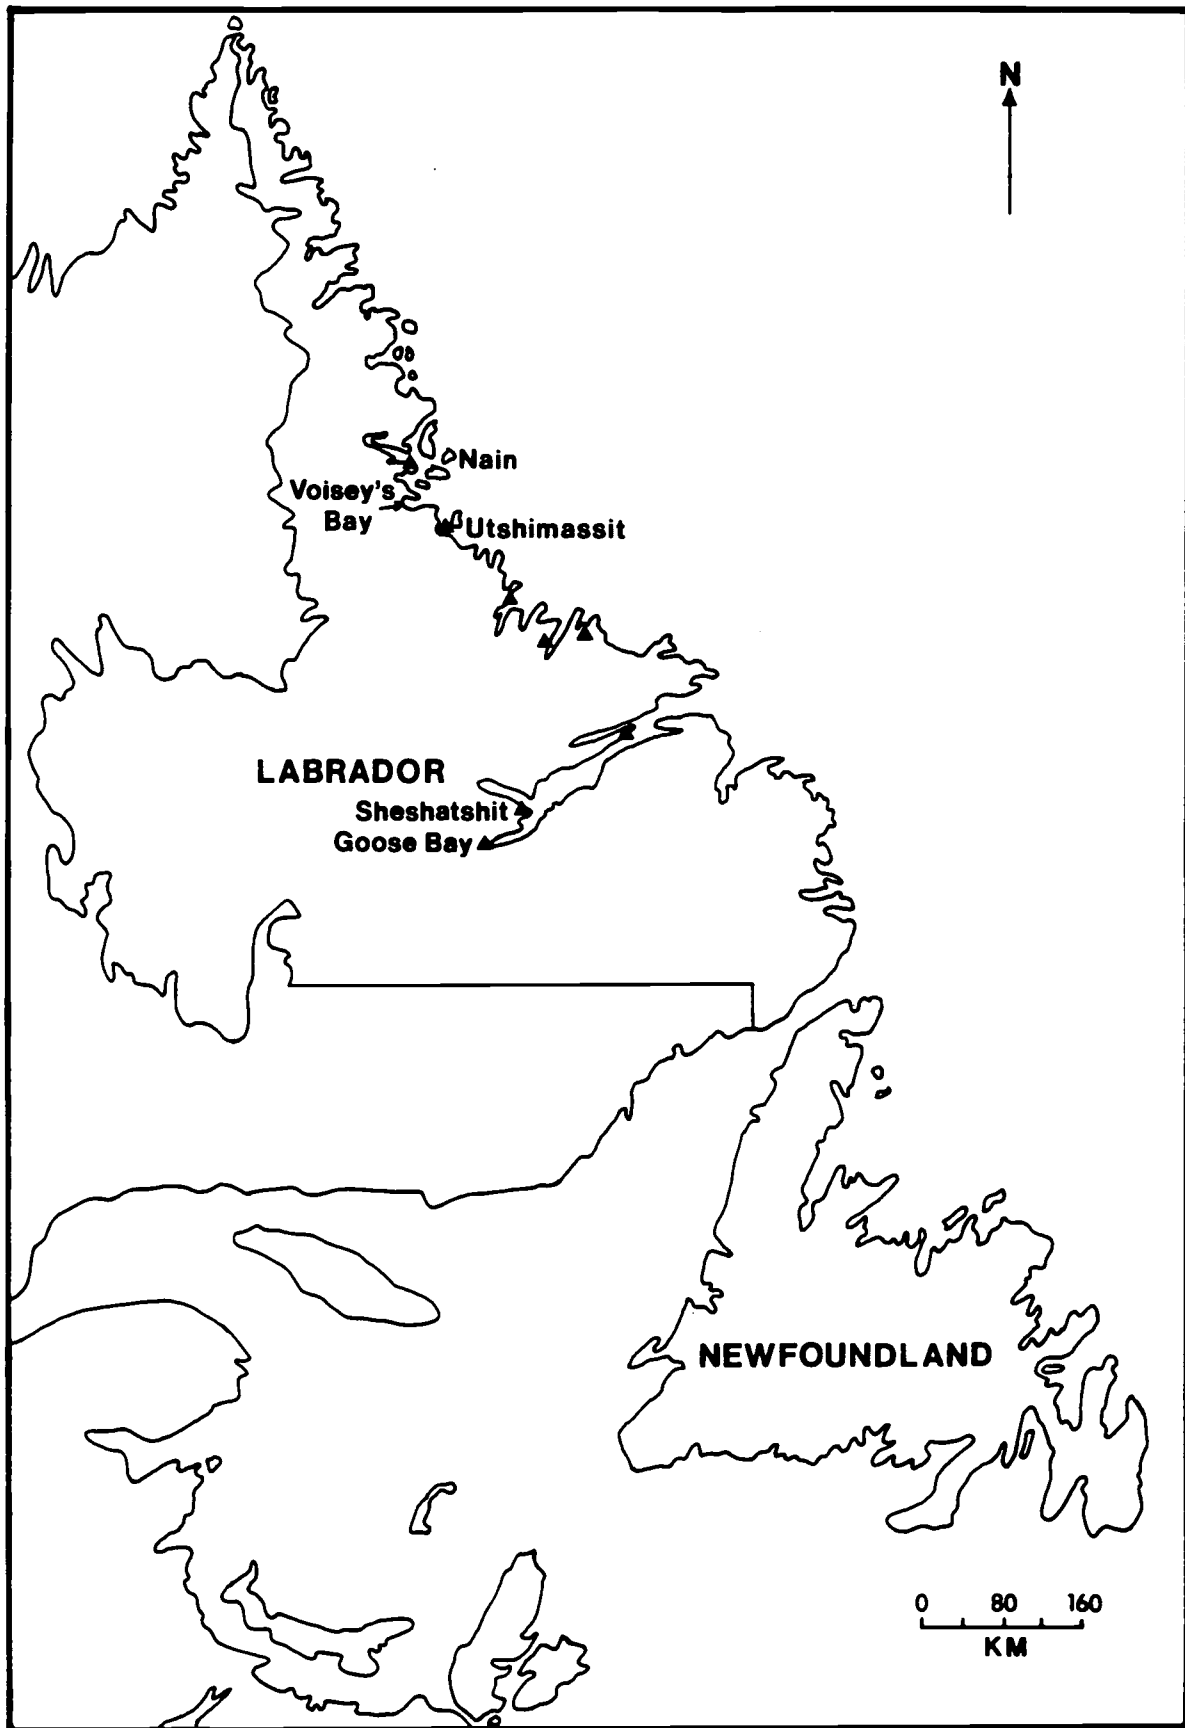 N
Nain
Voisey's
Bay
Utshimassit
LABRADOR
Sheshatshit
Goose Bay
NEWFOUNDLAND
0 80 160
KM